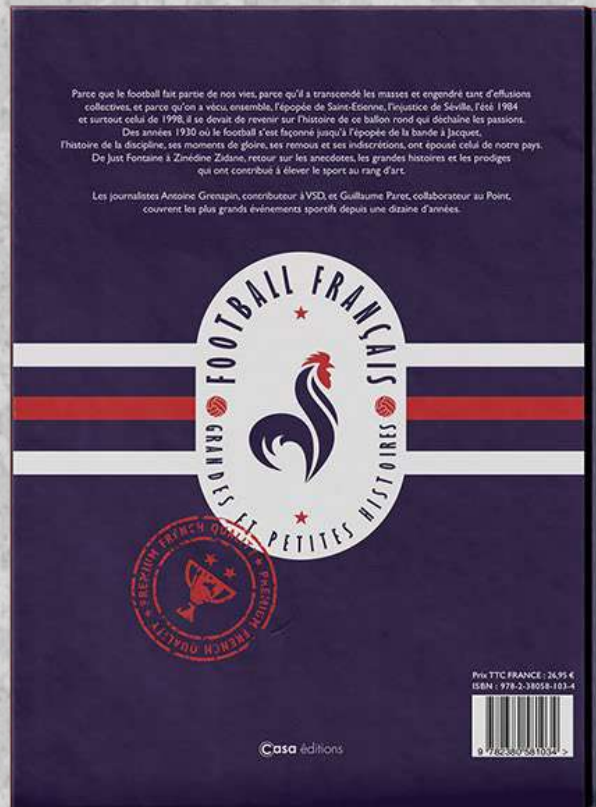 Parce que le football fait partie de nos vies, parce qu'il a transcendé les masses et engendré tant d'effusions
collectives, et parce qu'on a vécu, ensemble, l'épopée de Saint-Etienne, l'injustice de Séville, l'été 1984
et surtout celui de 1998, il se devait de revenir sur l'histoire de ce ballon rond qui déchaîne les passions.
Des années 1930 où le football s'est façonné jusqu'à l'épopée de la bande à Jacquet,
l'histoire de la discipline, ses moments de gloire, ses remous et ses indiscrétions, ont épousé celui de notre pays.
De Just Fontaine à Zinédine Zidane, retour sur les anecdotes, les grandes histoires et les prodiges
qui ont contribué à élever le sport au rang d'art.
Les journalistes Antoine Grenapin, contributeur à VSD, et Guillaume Paret, collaborateur au Point,
couvrent les plus grands événements sportifs depuis une dizaine d'années.
FOOTBALL FRANÇAIS
GRANDES ET PETITES HISTOIRES
PREMIUM FRENCH QUALITY
PREMIUM FRENCH QUALITY
Prix TTC FRANCE : 26,95 €
ISBN : 978-2-38058-103-4
9 782380 581034 >
Casa éditions